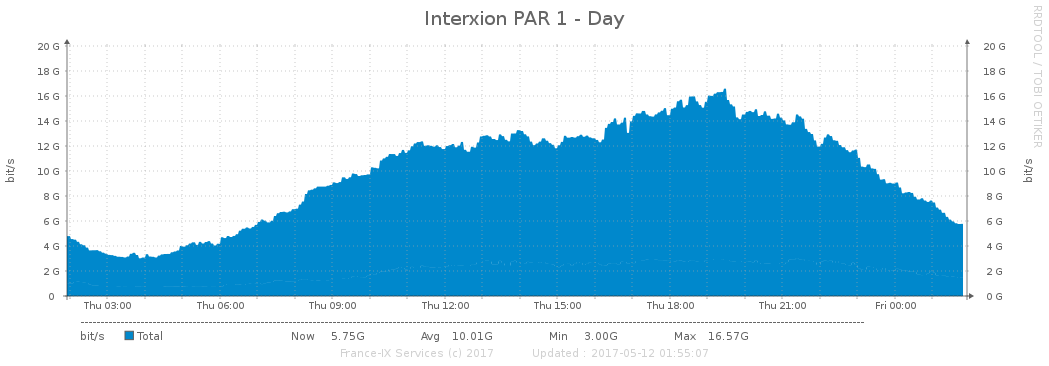 Interxion PAR 1 - Day
RRDTOOL / TOBI OETIKER
20 G 20 G
18 G 18 G
16 G 16 G
14 G 14 G
12 G 12 G
10 G 10 G
8 G 8 G
6 G 6 G
4 G 4 G
2 G 2 G
0 0 G
bit/s
bit/s
Thu 03:00 Thu 06:00 Thu 09:00 Thu 12:00 Thu 15:00 Thu 18:00 Thu 21:00 Fri 00:00
bit/s Total Now 5.75G Avg 10.01G Min 3.00G Max 16.57G
France-IX Services (c) 2017 Updated : 2017-05-12 01:55:07